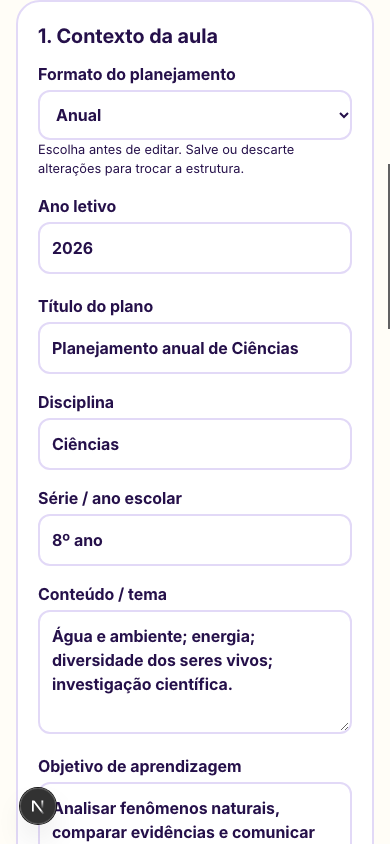 1. Contexto da aula
Formato do planejamento
Anual
Escolha antes de editar. Salve ou descarte
alterações para trocar a estrutura.
Ano letivo
2026
Título do plano
Planejamento anual de Ciências
Disciplina
Ciências
Série / ano escolar
8º ano
Conteúdo / tema
Água e ambiente; energia;
diversidade dos seres vivos;
investigação científica.
Objetivo de aprendizagem
Analisar fenômenos naturais,
N
comparar evidências e comunicar